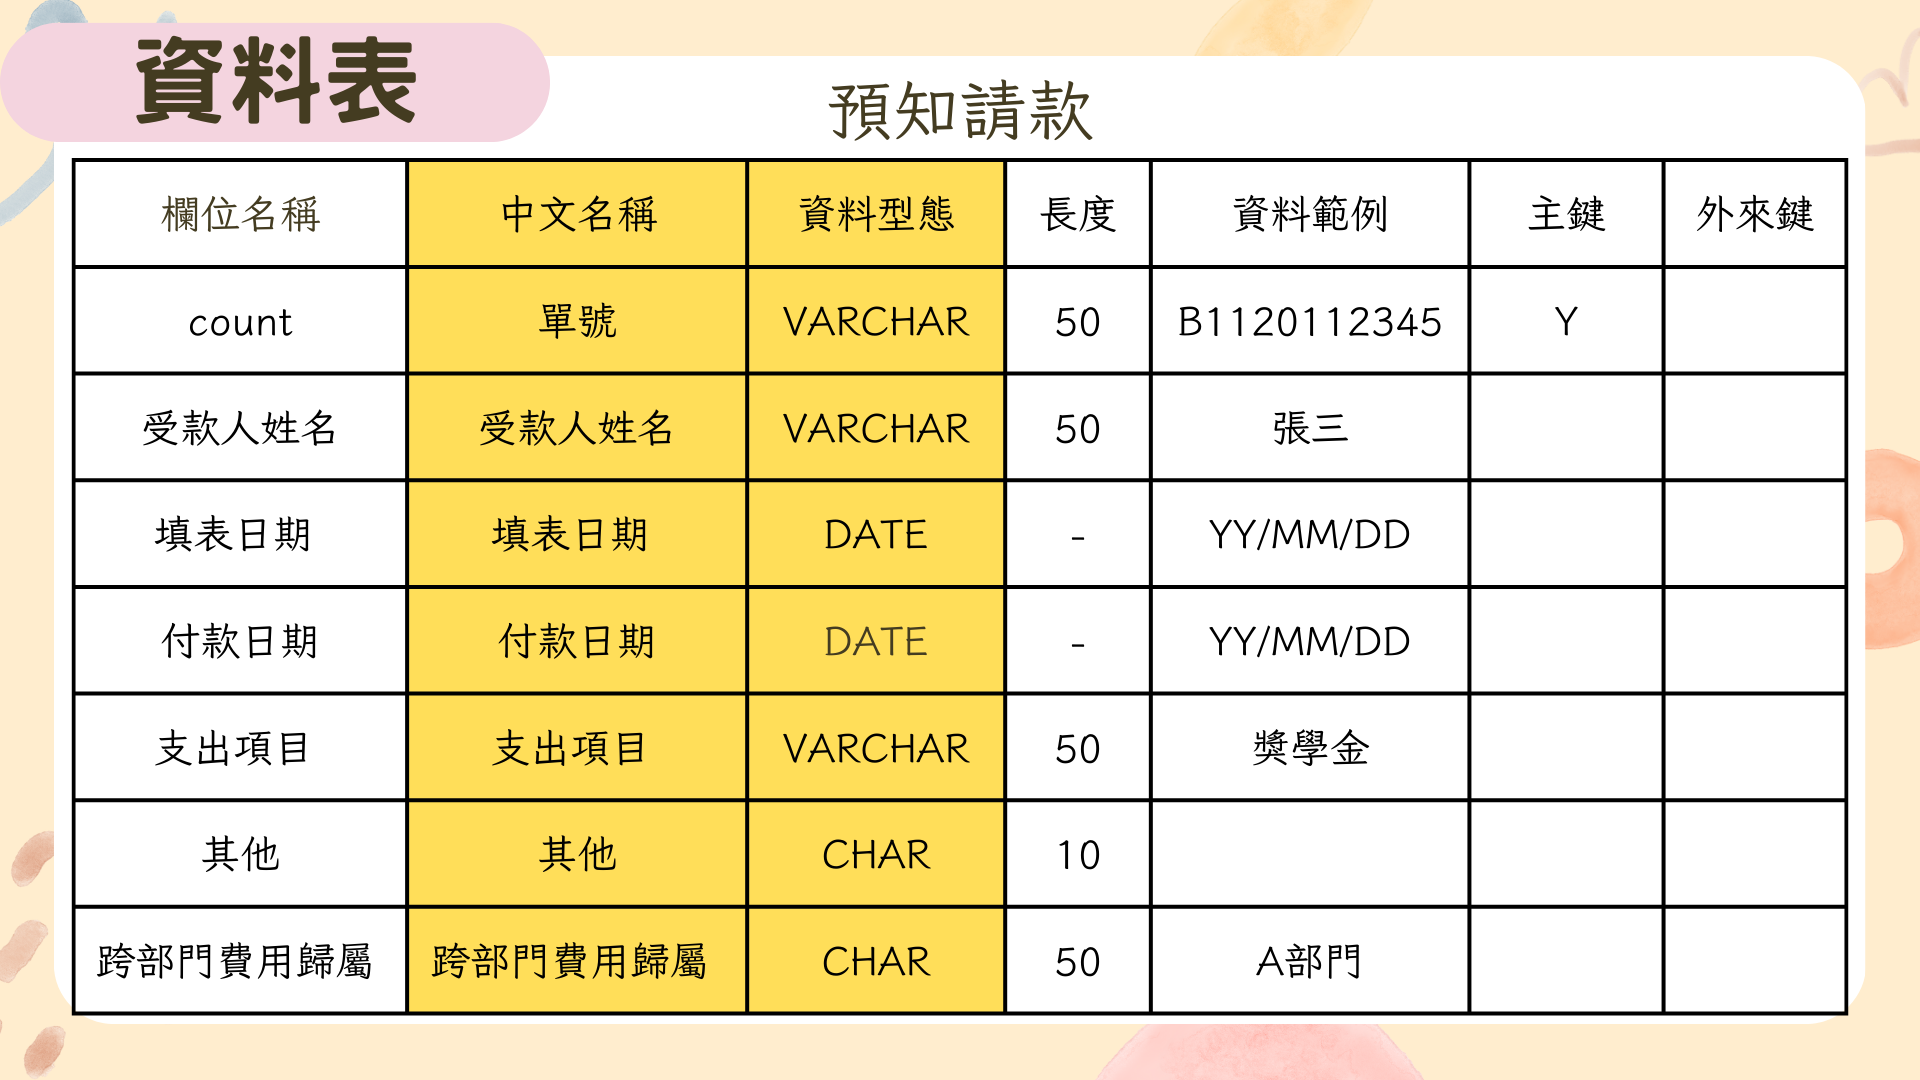 資料表
預知請款
欄位名稱 中文名稱 資料型態 長度 資料範例 主鍵 外來鍵
count 單號 VARCHAR 50 B1120112345 Y
受款人姓名 受款人姓名 VARCHAR 50 張三
填表日期 填表日期 DATE - YY/MM/DD
付款日期 付款日期 DATE - YY/MM/DD
支出項目 支出項目 VARCHAR 50 獎學金
其他 其他 CHAR 10
跨部門費用歸屬 跨部門費用歸屬 CHAR 50 A部門